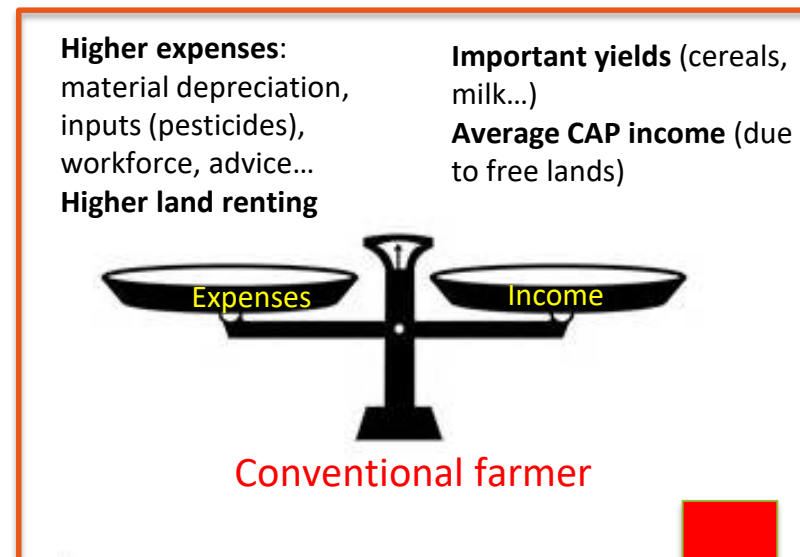 Higher expenses:
material depreciation,
inputs (pesticides),
workforce, advice…
Higher land renting
Important yields (cereals,
milk…)
Average CAP income (due
to free lands)
Expenses
Income
Conventional farmer